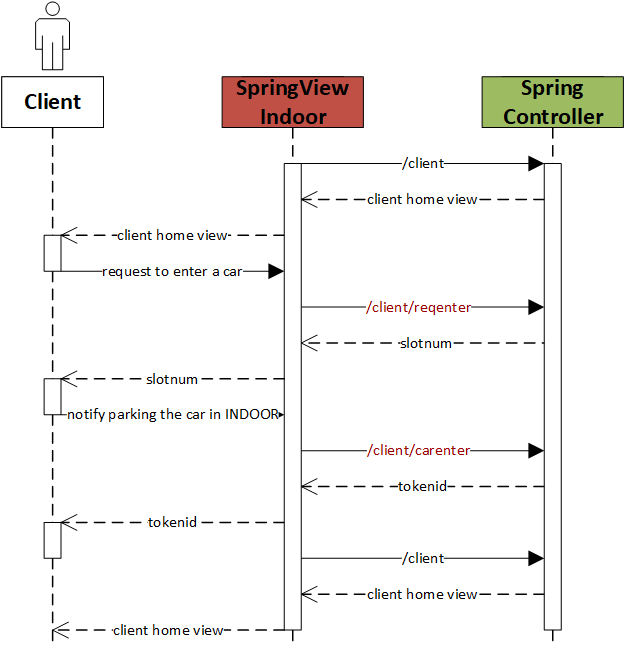 Client
SpringView
Indoor
Spring
Controller
/client
client home view
client home view
request to enter a car
/client/reqenter
slotnum
slotnum
notify parking the car in INDOOR
/client/carenter
tokenid
tokenid
/client
client home view
client home view